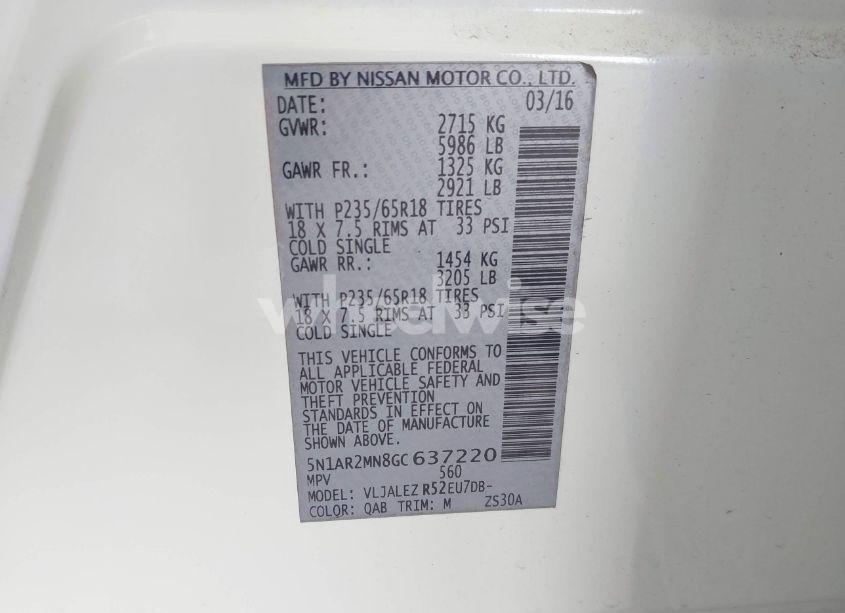 MFD BY NISSAN MOTOR CO., LTD.
DATE: 03/16
GVWR: 2715 KG
5986 LB
GAWR FR.: 1325 KG
2921 LB
WITH P235/65R18 TIRES
18 X 7.5 RIMS AT 33 PSI
COLD SINGLE
GAWR RR.: 1454 KG
3205 LB
WITH P235/65R18 TIRES
18 X 7.5 RIMS AT 33 PSI
COLD SINGLE
wheelwise
THIS VEHICLE CONFORMS TO
ALL APPLICABLE FEDERAL
MOTOR VEHICLE SAFETY AND
THEFT PREVENTION
STANDARDS IN EFFECT ON
THE DATE OF MANUFACTURE
SHOWN ABOVE.
5N1AR2MN8GC 637220
MPV 560
MODEL: VLJALEZ R52EU7DB-
COLOR: QAB TRIM: M ZS30A